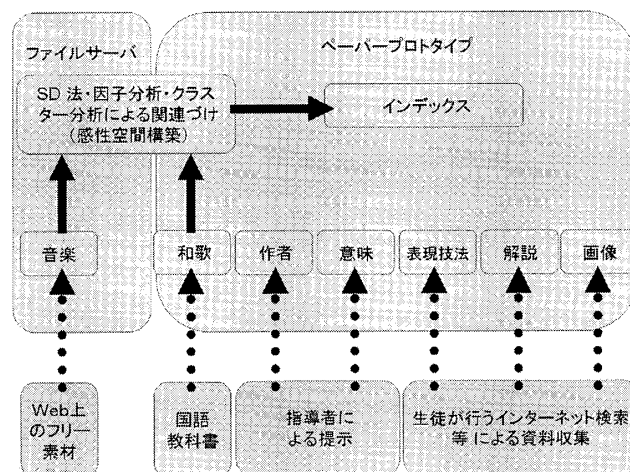 ファイルサーバ
ペーパープロトタイプ
SD 法・因子分析・クラス
ター分析による関連づけ
(感性空間構築)
インデックス
音楽
和歌
作者
意味
表現技法
解説
画像
Web上
のフリー
素材
国語
教科書
指導者に
よる提示
生徒が行うインターネット検索
等 による資料収集